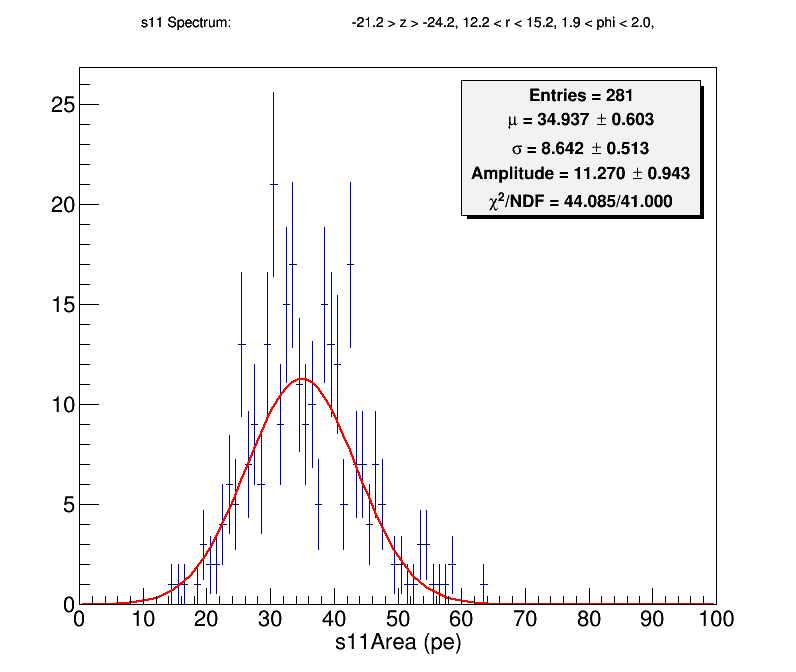 s11 Spectrum: -21.2 > z > -24.2, 12.2 < r < 15.2, 1.9 < phi < 2.0,
Entries = 281
μ = 34.937 ± 0.603
σ = 8.642 ± 0.513
Amplitude = 11.270 ± 0.943
χ²/NDF = 44.085/41.000
25
20
15
10
5
0
0 10 20 30 40 50 60 70 80 90 100
s11Area (pe)